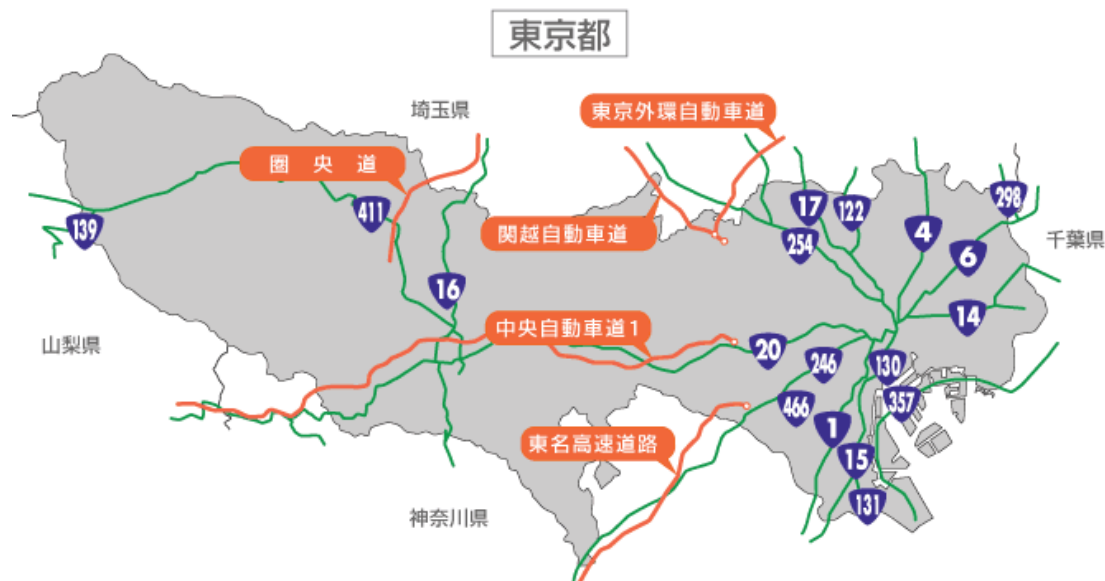 東京都
埼玉県
東京外環自動車道
圏央道
298
17
122
411
139
4
関越自動車道
254
6
千葉県
16
14
中央自動車道1
山梨県
20
246
130
466
357
1
東名高速道路
15
131
神奈川県